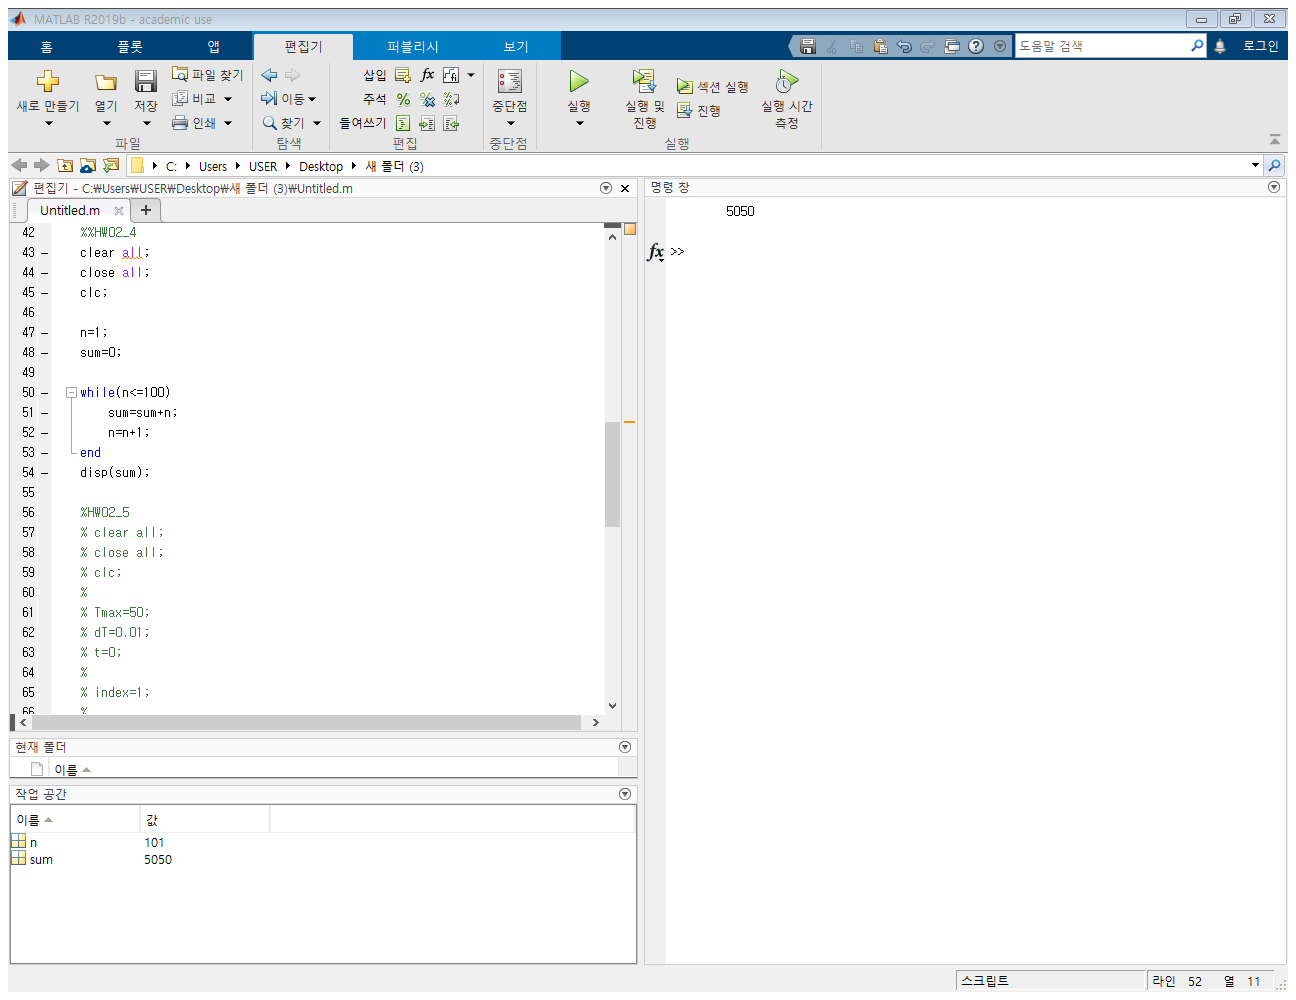 MATLAB R2019b - academic use
홈 플롯 앱 편집기 퍼블리시 보기 도움말 검색 로그인
새로 만들기 열기 저장 파일 찾기 비교 인쇄
이동 찾기
삽입 fx fi
주석 % % %
들여쓰기
중단점
실행 실행 및 진행 섹션 실행 진행 실행 시간 측정
파일 탐색 편집 중단점 실행
C: Users USER Desktop 새 폴더 (3)
편집기 - C:₩Users₩USER₩Desktop₩새 폴더 (3)₩Untitled.m
Untitled.m +
42 %%HW02_4
43 – clear all;
44 – close all;
45 – clc;
46
47 – n=1;
48 – sum=0;
49
50 – while(n<=100)
51 – sum=sum+n;
52 – n=n+1;
53 – end
54 – disp(sum);
55
56 %HW02_5
57 % clear all;
58 % close all;
59 % clc;
60 %
61 % Tmax=50;
62 % dT=0.01;
63 % t=0;
64 %
65 % index=1;
66 %
명령 창
5050
fx >>
현재 폴더
이름
작업 공간
이름 값
n 101
sum 5050
스크립트 라인 52 열 11